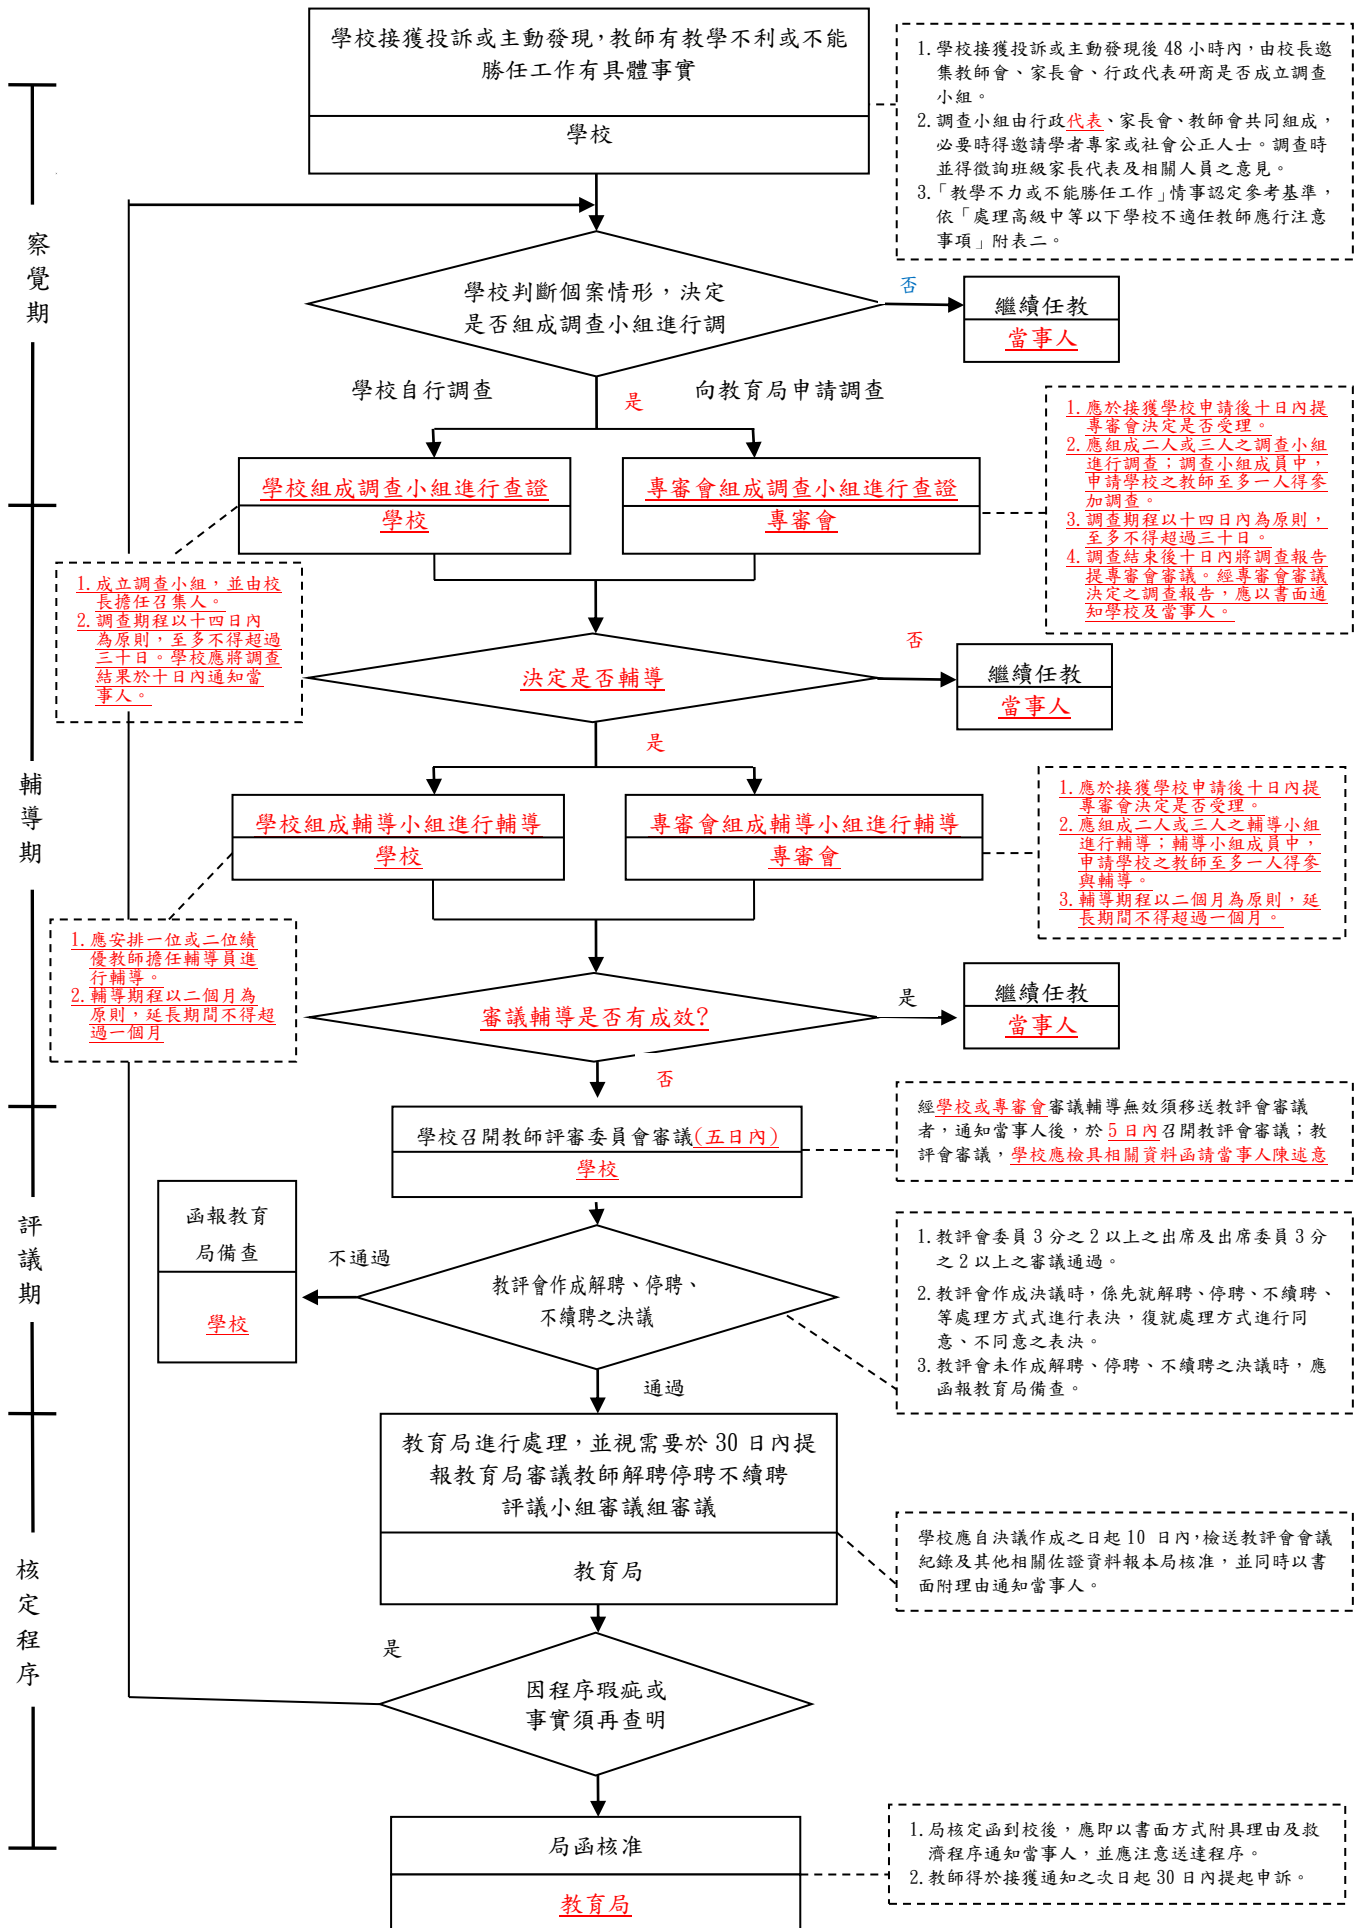 學校接獲投訴或主動發現，教師有教學不利或不能
勝任工作有具體事實
學校
1.學校接獲投訴或主動發現後 48 小時內，由校長邀
集教師會、家長會、行政代表研商是否成立調查
小組。
2.調查小組由行政代表、家長會、教師會共同組成，
必要時得邀請學者專家或社會公正人士。調查時
並得徵詢班級家長代表及相關人員之意見。
3.「教學不力或不能勝任工作」情事認定參考基準，
依「處理高級中等以下學校不適任教師應行注意
事項」附表二。
察
覺
期
學校判斷個案情形，決定
是否組成調查小組進行調
否
繼續任教
當事人
學校自行調查
是
向教育局申請調查
1.應於接獲學校申請後十日內提
專審會決定是否受理。
2.應組成二人或三人之調查小組
進行調查；調查小組成員中，
申請學校之教師至多一人得參
加調查。
3.調查期程以十四日內為原則，
至多不得超過三十日。
4.調查結束後十日內將調查報告
提專審會審議。經專審會審議
決定之調查報告，應以書面通
知學校及當事人。
學校組成調查小組進行查證
學校
專審會組成調查小組進行查證
專審會
1.成立調查小組，並由校
長擔任召集人。
2.調查期程以十四日內
為原則，至多不得超過
三十日。學校應將調查
結果於十日內通知當
事人。
決定是否輔導
否
繼續任教
當事人
是
輔
導
期
學校組成輔導小組進行輔導
學校
專審會組成輔導小組進行輔導
專審會
1.應於接獲學校申請後十日內提
專審會決定是否受理。
2.應組成二人或三人之輔導小組
進行輔導；輔導小組成員中，
申請學校之教師至多一人得參
與輔導。
3.輔導期程以二個月為原則，延
長期間不得超過一個月。
1.應安排一位或二位績
優教師擔任輔導員進
行輔導。
2.輔導期程以二個月為
原則，延長期間不得超
過一個月
審議輔導是否有成效?
是
繼續任教
當事人
否
學校召開教師評審委員會審議(五日內)
學校
經學校或專審會審議輔導無效須移送教評會審議
者，通知當事人後，於 5 日內召開教評會審議；教
評會審議，學校應檢具相關資料函請當事人陳述意
評
議
期
函報教育
局備查
學校
不通過
教評會作成解聘、停聘、
不續聘之決議
1.教評會委員 3 分之 2 以上之出席及出席委員 3 分
之 2 以上之審議通過。
2.教評會作成決議時，係先就解聘、停聘、不續聘、
等處理方式式進行表決，復就處理方式進行同
意、不同意之表決。
3.教評會未作成解聘、停聘、不續聘之決議時，應
函報教育局備查。
通過
教育局進行處理，並視需要於 30 日內提
報教育局審議教師解聘停聘不續聘
評議小組審議組審議
教育局
學校應自決議作成之日起 10 日內，檢送教評會會議
紀錄及其他相關佐證資料報本局核准，並同時以書
面附理由通知當事人。
核
定
程
序
是
因程序瑕疵或
事實須再查明
局函核准
教育局
1.局核定函到校後，應即以書面方式附具理由及救
濟程序通知當事人，並應注意送達程序。
2.教師得於接獲通知之次日起 30 日內提起申訴。